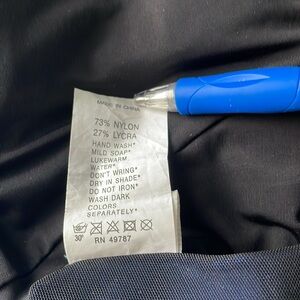 MADE IN CHINA
73% NYLON
27% LYCRA
HAND WASH*
MILD SOAP*
LUKEWARM
WATER*
DON'T WRING*
DRY IN SHADE*
DO NOT IRON*
WASH DARK
COLORS
SEPARATELY*
30°
RN 49787